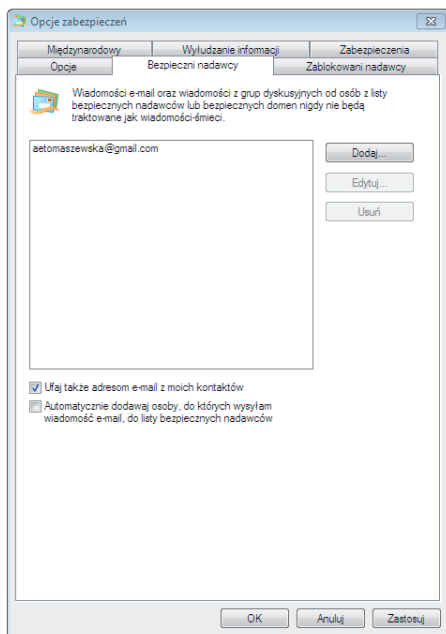 Opcje zabezpieczeń
Międzynarodowy Wyłudzanie informacji Zabezpieczenia
Opcje Bezpieczni nadawcy Zablokowani nadawcy
Wiadomości e-mail oraz wiadomości z grup dyskusyjnych od osób z listy
bezpiecznych nadawców lub bezpiecznych domen nigdy nie będą
traktowane jak wiadomości-śmieci.
aetomaszewska@gmail.com
Dodaj...
Edytuj...
Usuń
Ufaj także adresom e-mail z moich kontaktów
Automatycznie dodawaj osoby, do których wysyłam
wiadomość e-mail, do listy bezpiecznych nadawców
OK Anuluj Zastosuj